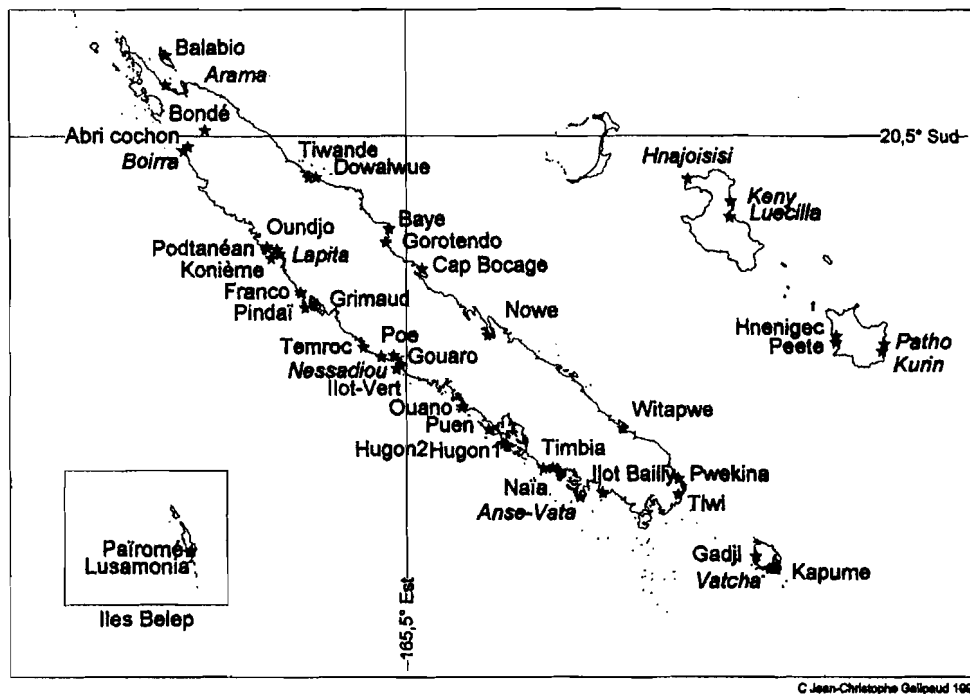 Balabio
Arama
Bondé
Abri cochon
20,5° Sud
Boirra
Tiwande
Dowalwue
Hnajoisisi
Keny
Luecilla
Oundjo
Baye
Podtanéan
Lapita
Gorotendo
Konième
Cap Bocage
Franco
Grimaud
Pindaï
Nowe
Hnenigec
Patho
Temroc
Poe
Peete
Kurin
Nessadiou
Gouaro
Ilot-Vert
Ouano
Puen
Witapwe
Hugon2
Hugon1
Timbia
Ilot Bailly
Pwekina
Naïa
Anse-Vata
Tiwi
Païromé
Lusamonia
Gadji
Vatcha
Kapume
Iles Belep
165,5° Est
C Jean-Christophe Galipaud